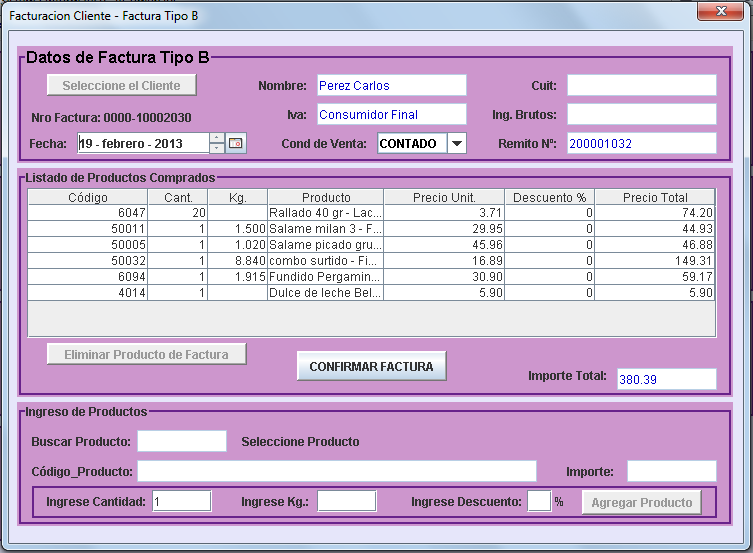 Facturacion Cliente - Factura Tipo B
Datos de Factura Tipo B
Seleccione el Cliente Nombre: Perez Carlos Cuit:
Nro Factura: 0000-10002030 Iva: Consumidor Final Ing. Brutos:
Fecha: 19 - febrero - 2013 Cond de Venta: CONTADO Remito Nº: 200001032
Listado de Productos Comprados
Código Cant. Kg. Producto Precio Unit. Descuento % Precio Total
6047 20 Rallado 40 gr - Lac... 3.71 0 74.20
50011 1 1.500 Salame milan 3 - F... 29.95 0 44.93
50005 1 1.020 Salame picado gru... 45.96 0 46.88
50032 1 8.840 combo surtido - Fi... 16.89 0 149.31
6094 1 1.915 Fundido Pergamin... 30.90 0 59.17
4014 1 Dulce de leche Bel... 5.90 0 5.90
Eliminar Producto de Factura CONFIRMAR FACTURA Importe Total: 380.39
Ingreso de Productos
Buscar Producto: Seleccione Producto
Código_Producto: Importe:
Ingrese Cantidad: 1 Ingrese Kg.: Ingrese Descuento: % Agregar Producto